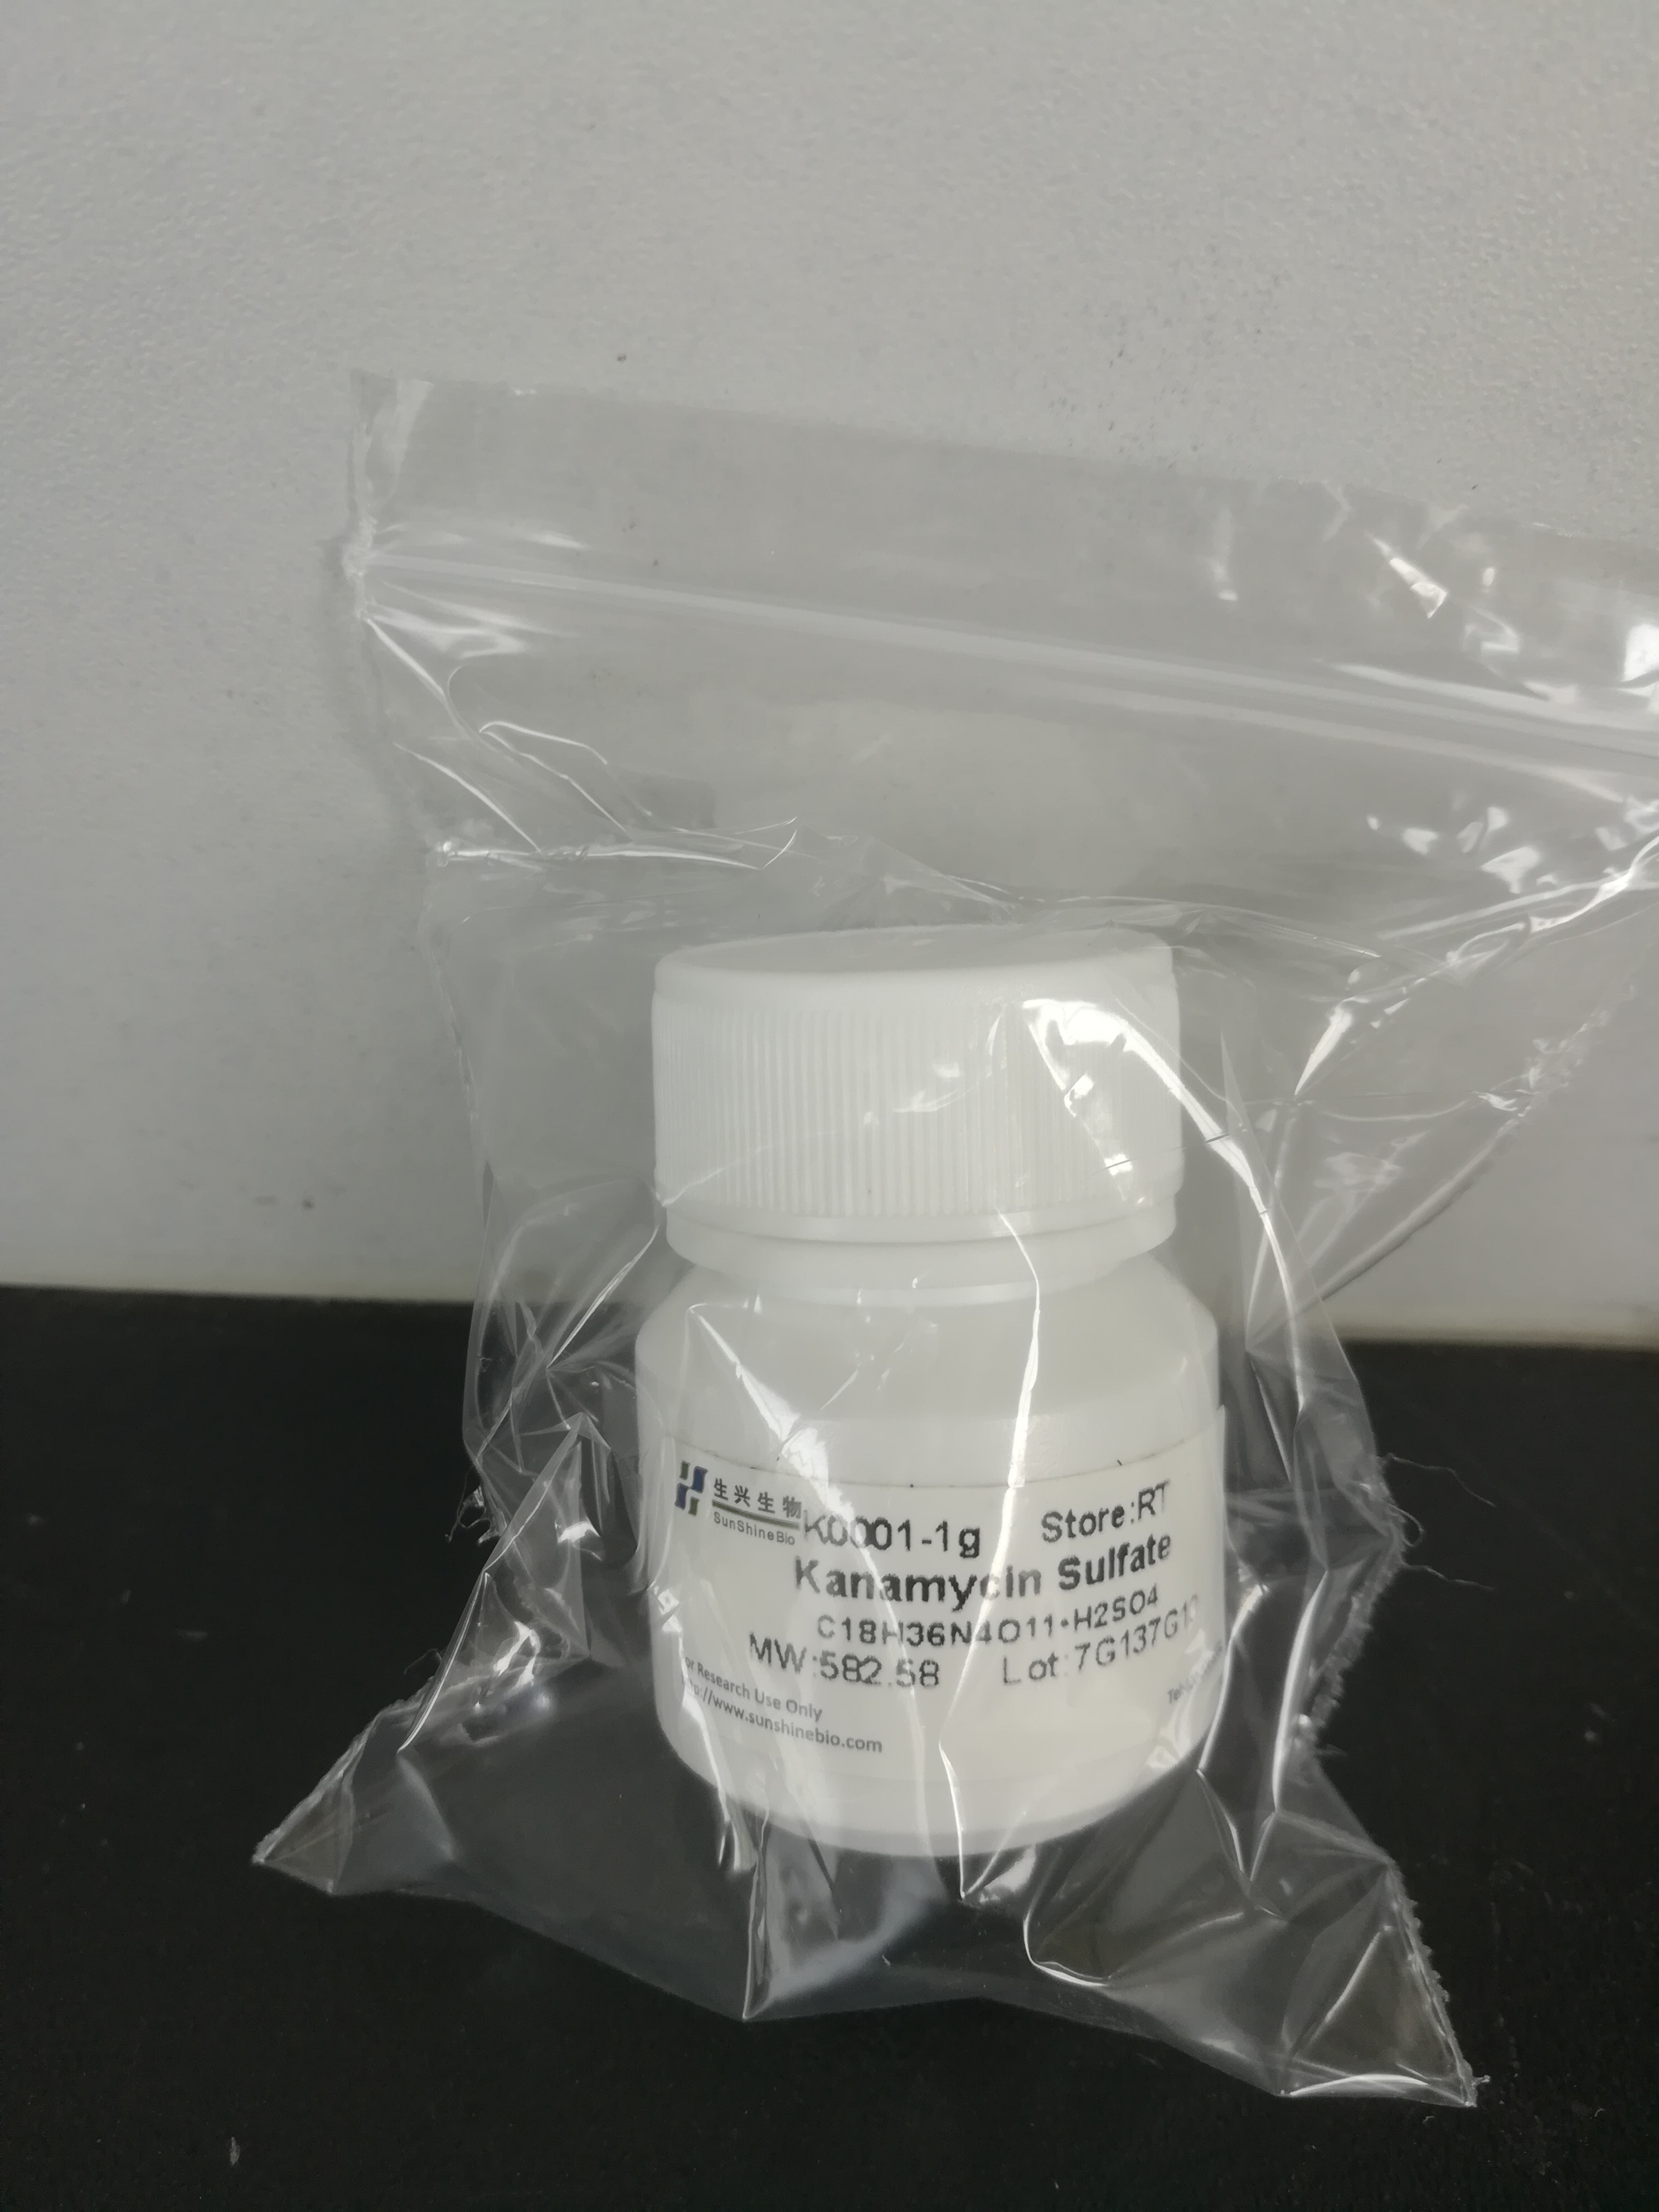 生兴生物
SunShineBio
K0001-1g Store:RT
Kanamycin Sulfate
C18H36N4O11·H2SO4
MW:582.58 Lot:7G137G1
For Research Use Only
http://www.sunshinebio.com